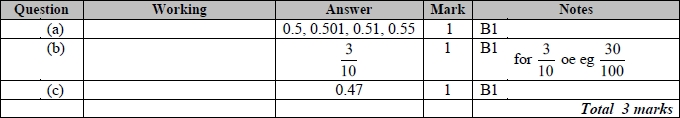 Question Working Answer Mark Notes
(a) 0.5, 0.501, 0.51, 0.55 1 B1
(b) 3/10 1 B1 for 3/10 oe eg 30/100
(c) 0.47 1 B1
Total 3 marks